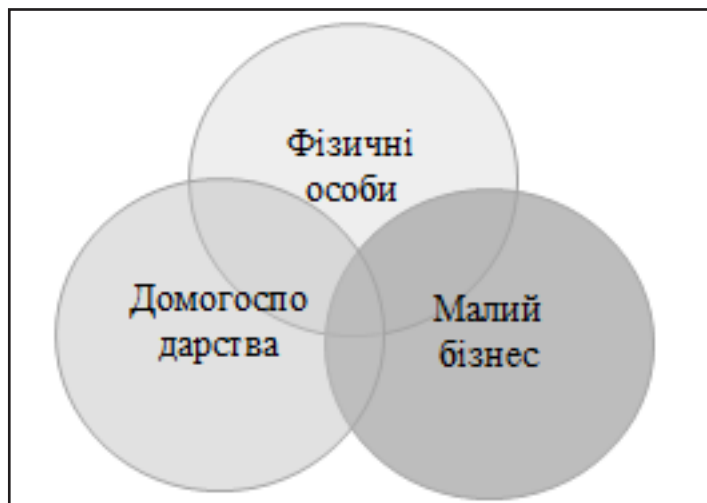 Фізичні
особи
Домогоспо
дарства
Малий
бізнес